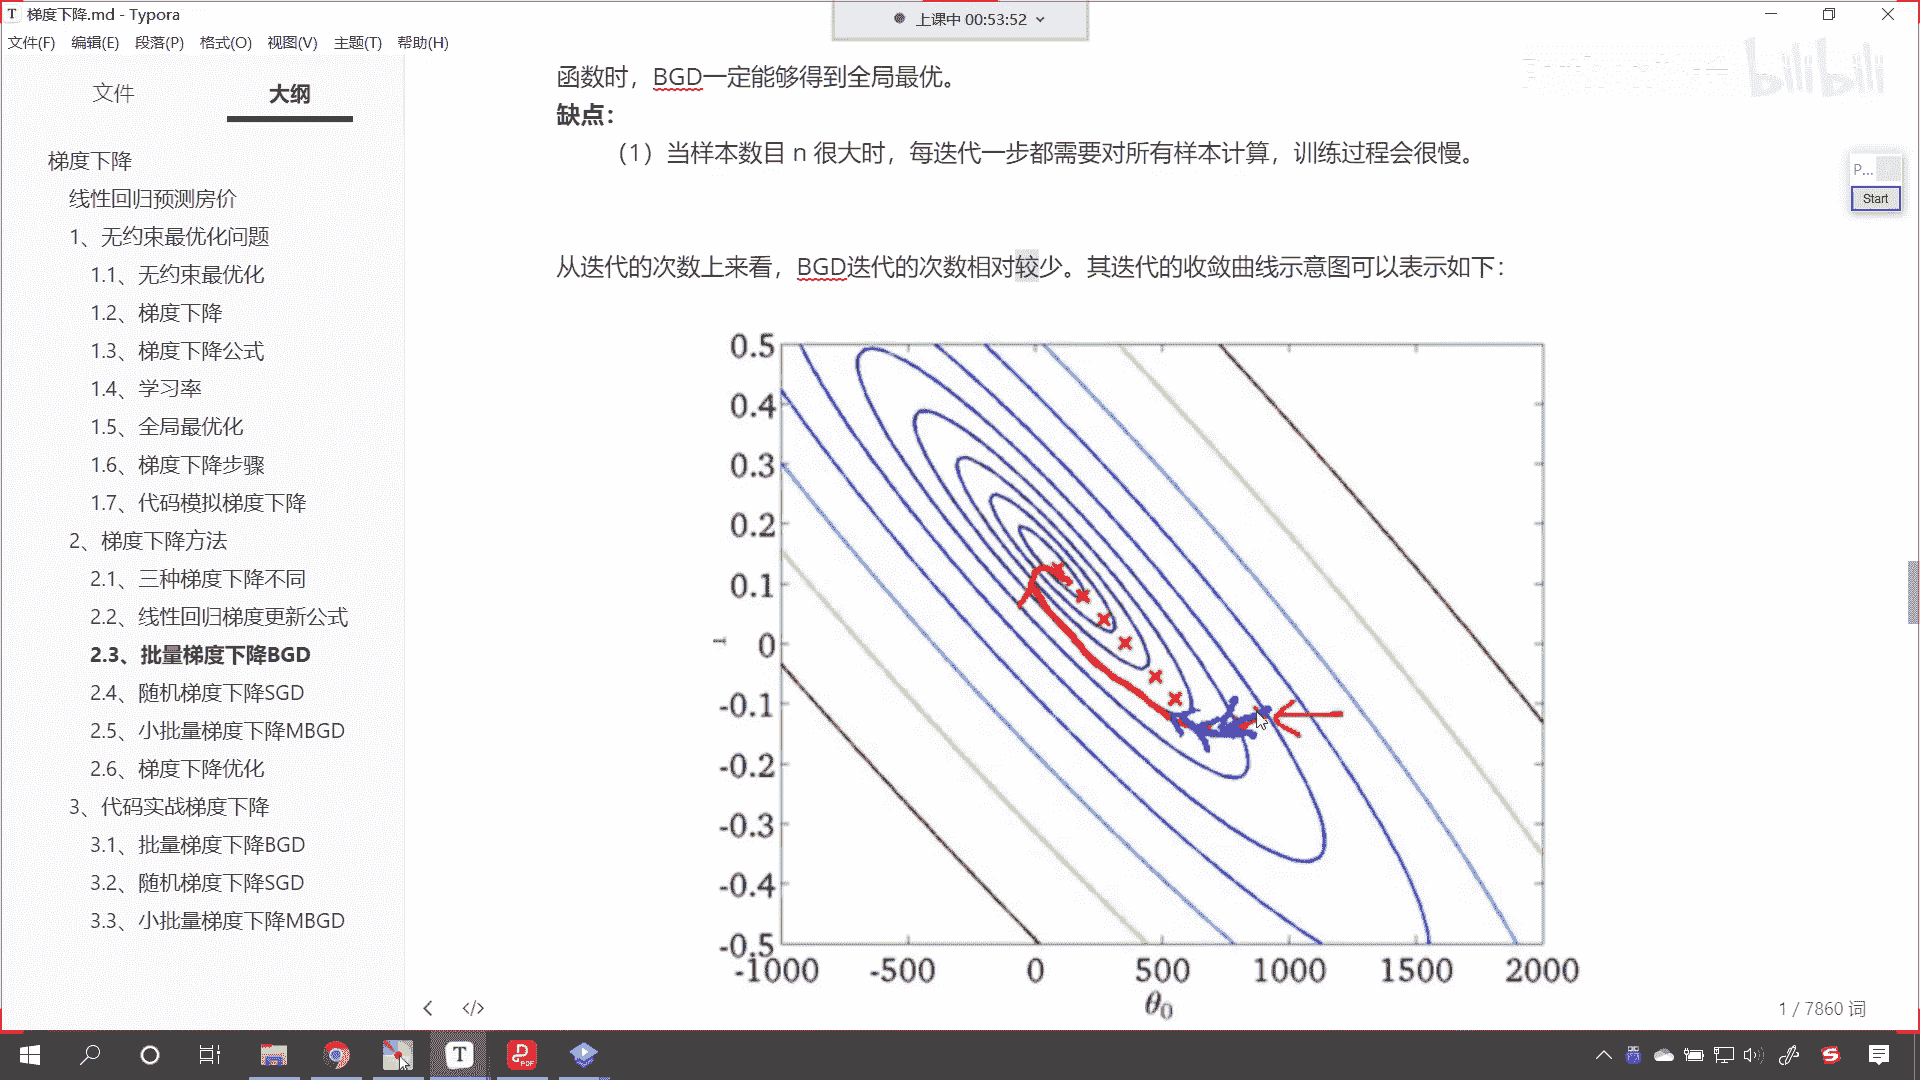 梯度下降.md - Typora
上课中 00:53:52
文件(F) 编辑(E) 段落(P) 格式(O) 视图(V) 主题(T) 帮助(H)
bilibili
文件 大纲
梯度下降
线性回归预测房价
1、无约束最优化问题
1.1、无约束最优化
1.2、梯度下降
1.3、梯度下降公式
1.4、学习率
1.5、全局最优化
1.6、梯度下降步骤
1.7、代码模拟梯度下降
2、梯度下降方法
2.1、三种梯度下降不同
2.2、线性回归梯度更新公式
2.3、批量梯度下降BGD
2.4、随机梯度下降SGD
2.5、小批量梯度下降MBGD
2.6、梯度下降优化
3、代码实战梯度下降
3.1、批量梯度下降BGD
3.2、随机梯度下降SGD
3.3、小批量梯度下降MBGD
函数时，BGD一定能够得到全局最优。
缺点：
（1）当样本数目 n 很大时，每迭代一步都需要对所有样本计算，训练过程会很慢。
从迭代的次数上来看，BGD迭代的次数相对较少。其迭代的收敛曲线示意图可以表示如下：
0.5
0.4
0.3
0.2
0.1
0
-0.1
-0.2
-0.3
-0.4
-0.5
-1000 -500 0 500 1000 1500 2000
θ0
P...
Start
</> 1 / 7860 词
T
PDF